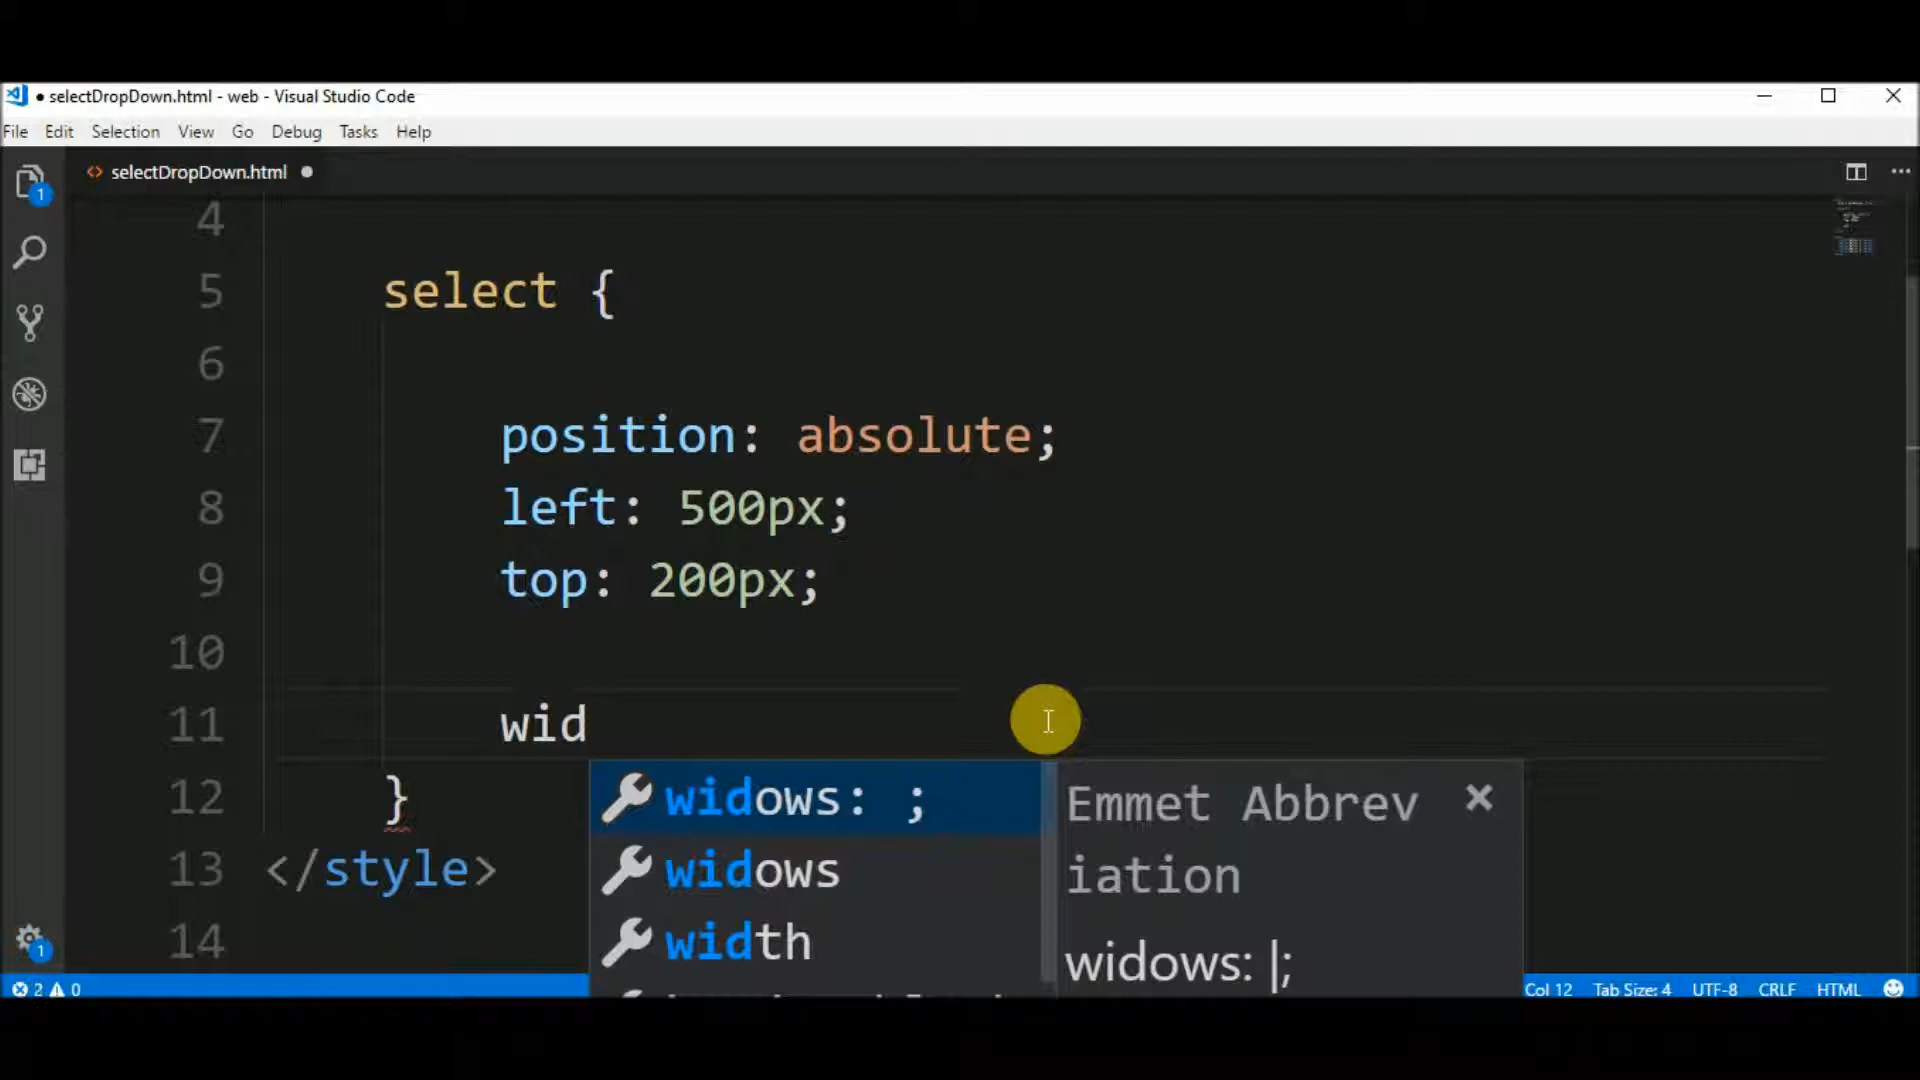 ● selectDropDown.html - web - Visual Studio Code
File Edit Selection View Go Debug Tasks Help
<> selectDropDown.html ●
1
4
5 select {
6
7 position: absolute;
8 left: 500px;
9 top: 200px;
10
11 wid
12 }
13 </style>
14
widows: ;
widows
width
Emmet Abbrev
iation
widows: |;
1
2 0 Col 12 Tab Size: 4 UTF-8 CRLF HTML